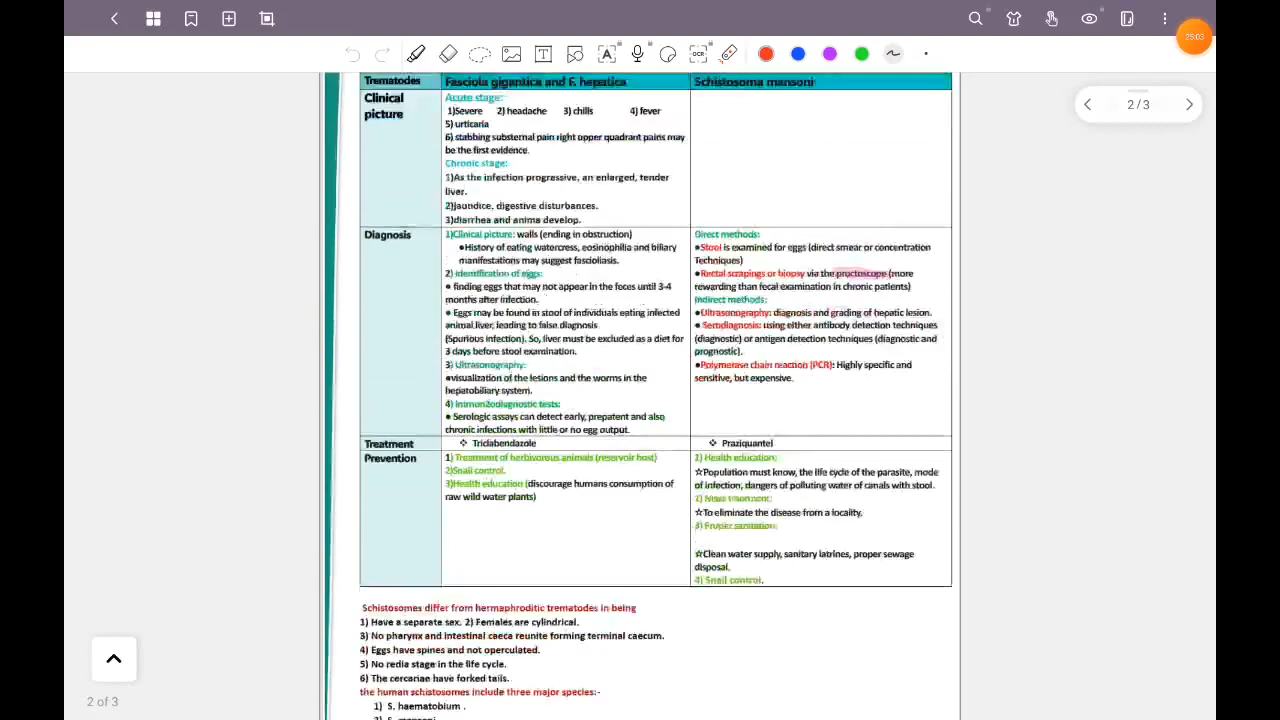 25:03
2/3
Trematodes
Fasciola gigantica and F. hepatica
Schistosoma mansoni
Clinical picture
Acute stage:
1)Severe 2) headache 3) chills 4) fever
5) urticaria
6) stabbing substernal pain right upper quadrant pains may
be the first evidence.
Chronic stage:
1)As the infection progressive, an enlarged, tender
liver.
2)jaundice, digestive disturbances.
3)diarrhea and anima develop.
Diagnosis
1)Clinical picture: walls (ending in obstruction)
●History of eating watercress, eosinophilia and biliary
manifestations may suggest fascioliasis.
2) Identification of eggs:
● finding eggs that may not appear in the feces until 3-4
months after infection.
● Eggs may be found in stool of individuals eating infected
animal liver, leading to false diagnosis
(Spurious infection). So, liver must be excluded as a diet for
3 days before stool examination.
3) Ultrasonography:
●visualization of the lesions and the worms in the
hepatobiliary system.
4) Immun2odiagnostic tests:
● Serologic assays can detect early, prepatent and also
chronic infections with little or no egg output.
Direct methods:
●Stool is examined for eggs (direct smear or concentration
Techniques)
●Rectal scrapings or biopsy via the proctoscope (more
rewarding than fecal examination in chronic patients)
Indirect methods:
●Ultrasonography: diagnosis and grading of hepatic lesion.
● Serodiagnosis: using either antibody detection techniques
(diagnostic) or antigen detection techniques (diagnostic and
prognostic).
●Polymerase chain reaction (PCR): Highly specific and
sensitive, but expensive.
Treatment
❖ Triclabendazole
❖ Praziquantel
Prevention
1) Treatment of herbivorous animals (reservoir host)
2)Snail control.
3)Health education (discourage humans consumption of
raw wild water plants)
1) Health education:
☆Population must know, the life cycle of the parasite, mode
of infection, dangers of polluting water of canals with stool.
2) Mass treatment:
☆To eliminate the disease from a locality.
3) Proper sanitation:
☆Clean water supply, sanitary latrines, proper sewage
disposal.
4) Snail control.
Schistosomes differ from hermaphroditic trematodes in being
1) Have a separate sex. 2) Females are cylindrical.
3) No pharynx and intestinal caeca reunite forming terminal caecum.
4) Eggs have spines and not operculated.
5) No redia stage in the life cycle.
6) The cercariae have forked tails.
the human schistosomes include three major species:-
1) S. haematobium .
2) S. mansoni
2 of 3